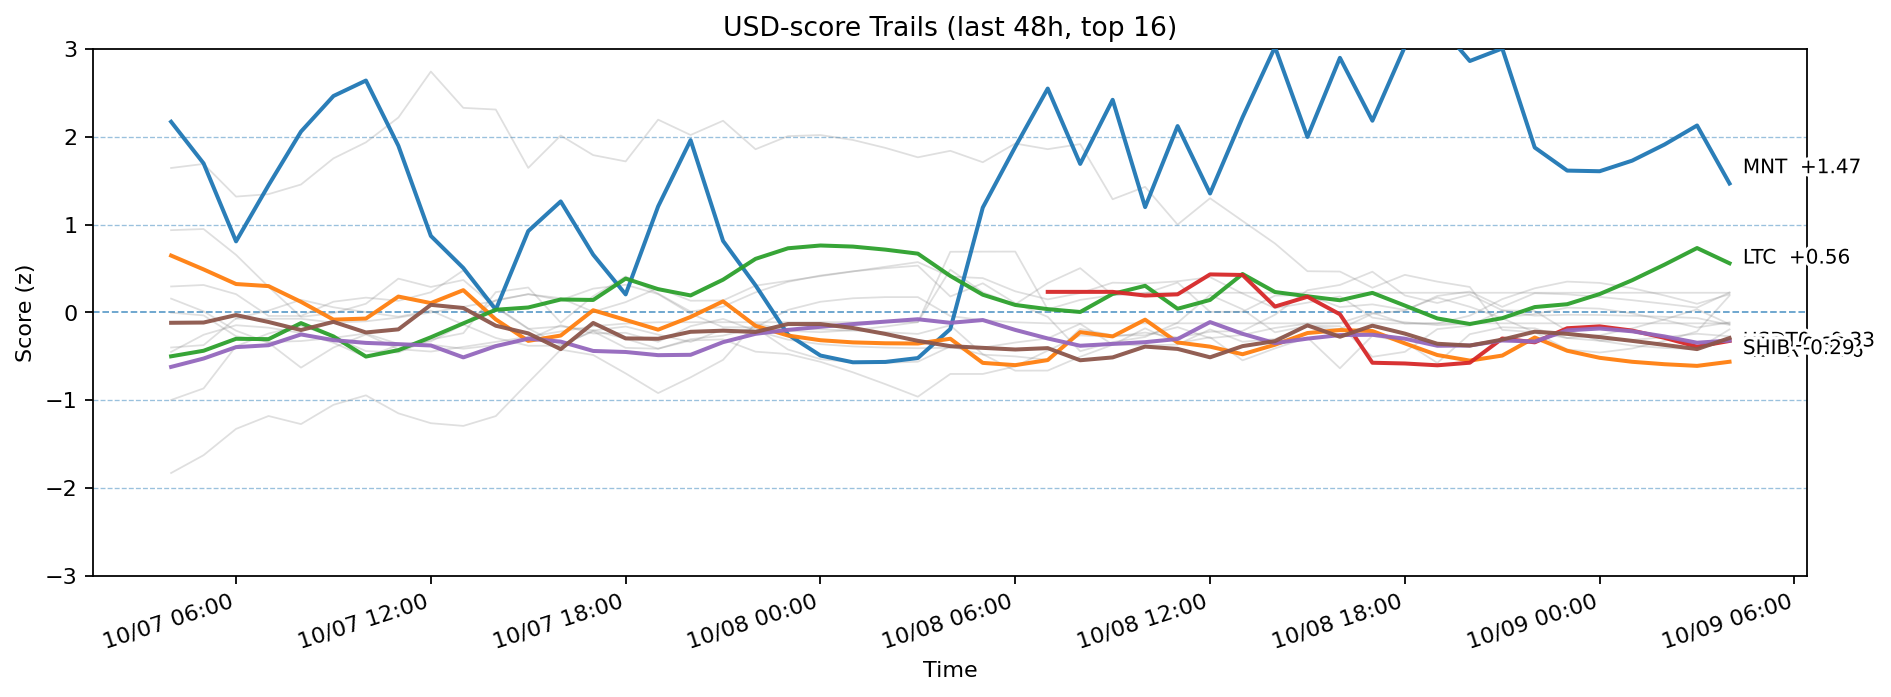 USD-score Trails (last 48h, top 16)
Score (z)
3
2
1
0
−1
−2
−3
MNT +1.47
LTC +0.56
SHIB -0.29
10/07 06:00
10/07 12:00
10/07 18:00
10/08 00:00
10/08 06:00
10/08 12:00
10/08 18:00
10/09 00:00
10/09 06:00
Time